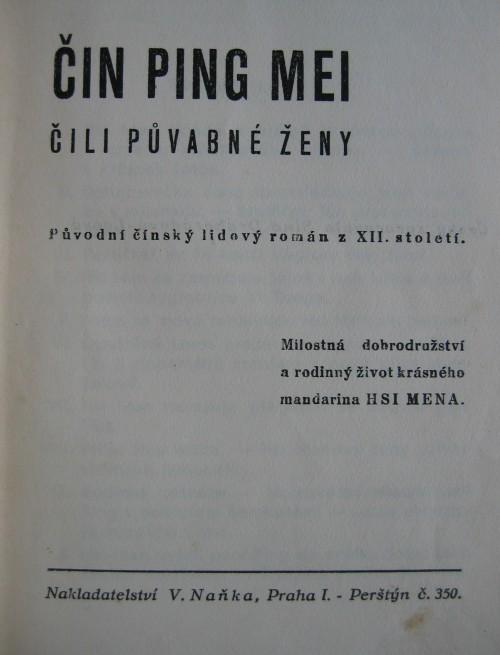 ČIN PING MEI
ČILI PŮVABNÉ ŽENY
Původní čínský lidový román z XII. století.
Milostná dobrodružství
a rodinný život krásného
mandarina HSI MENA.
Nakladatelství V. Naňka, Praha I. - Perštýn č. 350.